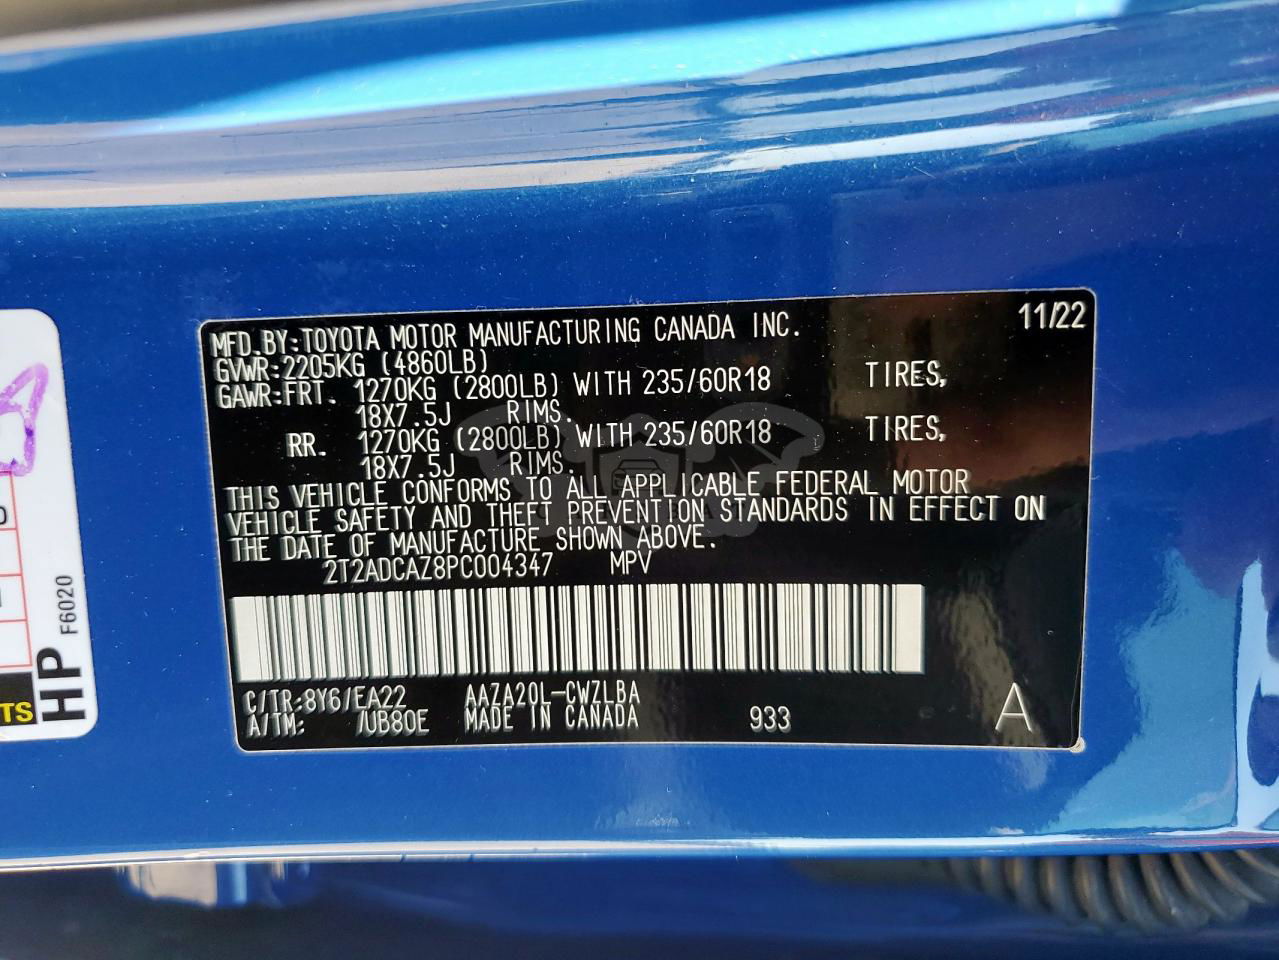 MFD.BY:TOYOTA MOTOR MANUFACTURING CANADA INC. 11/22
GVWR:2205KG (4860LB)
GAWR:FRT. 1270KG (2800LB) WITH 235/60R18 TIRES,
18X7.5J RIMS.
RR. 1270KG (2800LB) WITH 235/60R18 TIRES,
18X7.5J RIMS.
THIS VEHICLE CONFORMS TO ALL APPLICABLE FEDERAL MOTOR
VEHICLE SAFETY AND THEFT PREVENTION STANDARDS IN EFFECT ON
THE DATE OF MANUFACTURE SHOWN ABOVE.
2T2ADCAZ8PC004347 MPV
C/TR:8Y6/EA22 AAZA20L-CWZLBA
A/TM: /UB80E MADE IN CANADA 933 A
HP F6020
TS